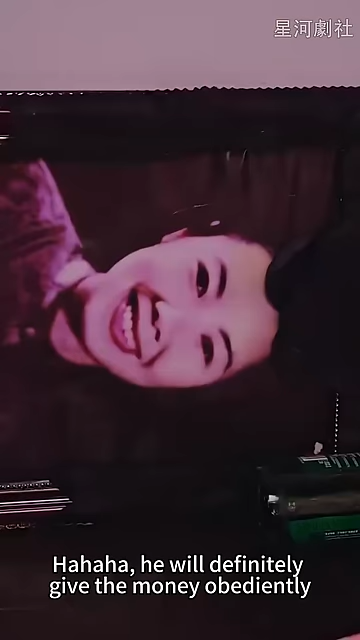 星河劇社
Hahaha, he will definitely
give the money obediently